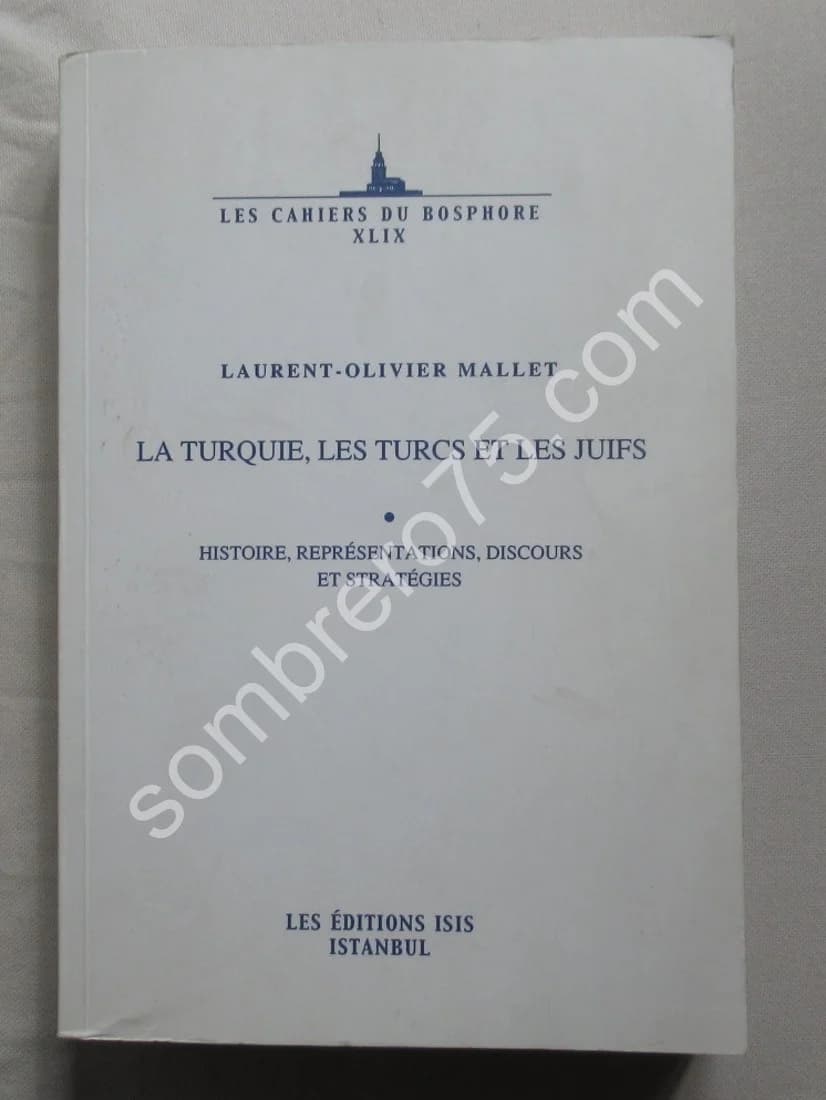 LES CAHIERS DU BOSPHORE
XLIX
LAURENT-OLIVIER MALLET
LA TURQUIE, LES TURCS ET LES JUIFS
•
HISTOIRE, REPRÉSENTATIONS, DISCOURS
ET STRATÉGIES
sombrero75.com
LES ÉDITIONS ISIS
ISTANBUL